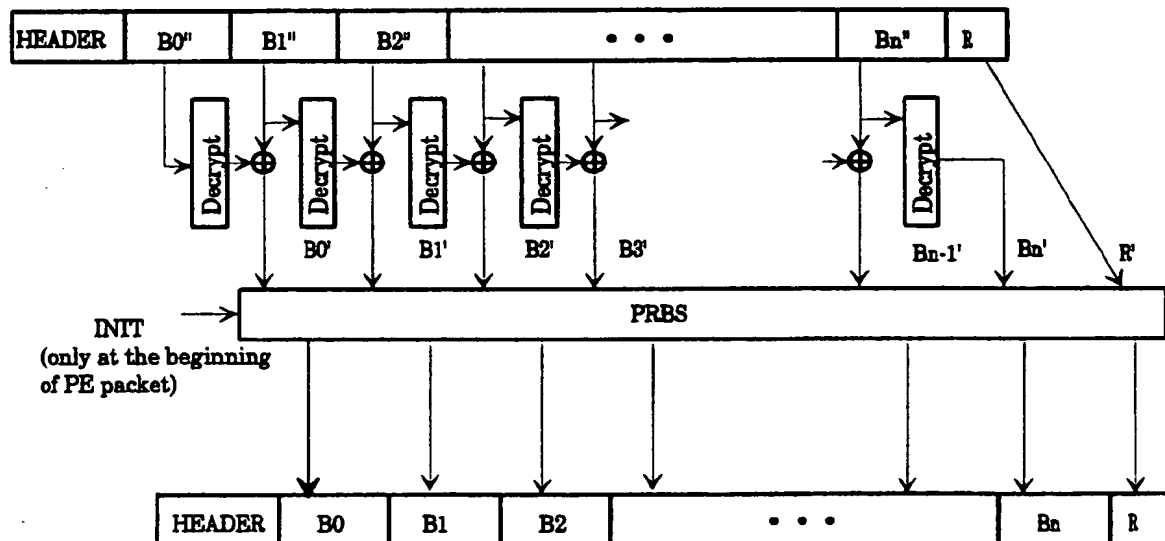 HEADER B0" B1" B2" • • • Bn" R
Decrypt Decrypt Decrypt Decrypt Decrypt
B0' B1' B2' B3' Bn-1' Bn' R'
PRBS
INIT
(only at the beginning
of PE packet)
HEADER B0 B1 B2 • • • Bn R